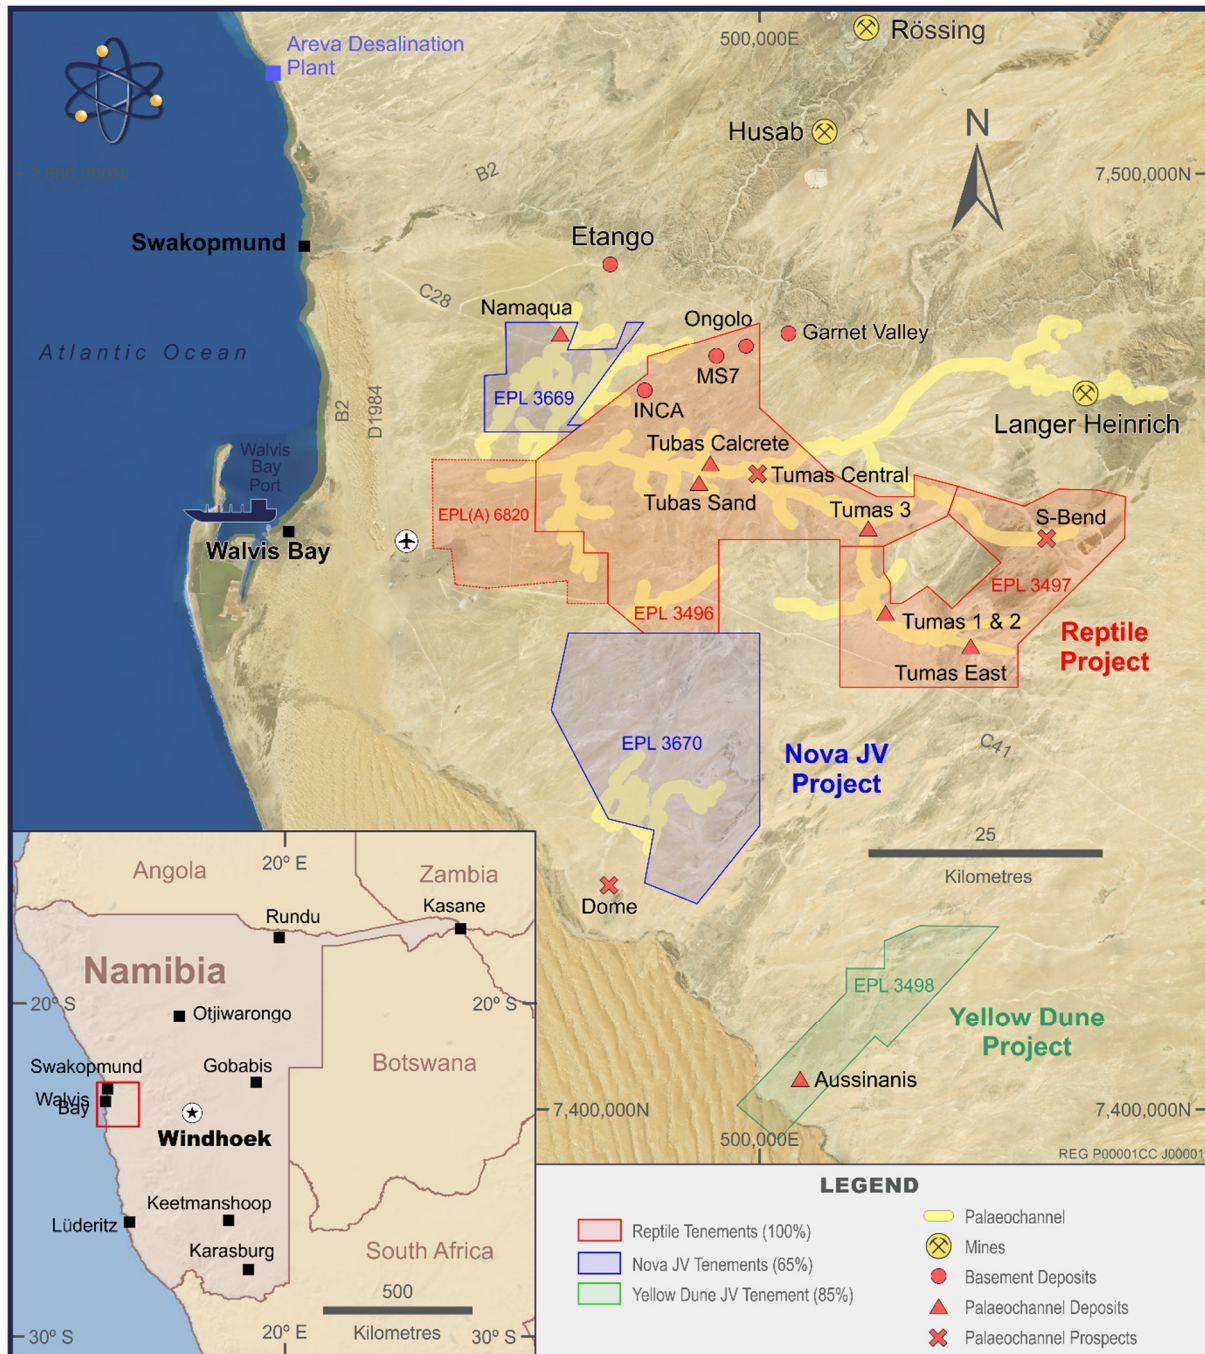 Areva Desalination
Plant
500,000E
Rössing
Husab
N
B2
7,500,000N
7,500,000N
Swakopmund
Etango
C28
Namaqua
Ongolo
Garnet Valley
Atlantic Ocean
MS7
B2
D1984
EPL 3669
INCA
Langer Heinrich
Walvis
Bay
Port
Tubas Calcrete
Tumas Central
Tubas Sand
EPL(A) 6820
Tumas 3
S-Bend
Walvis Bay
EPL 3497
EPL 3496
Tumas 1 & 2
Reptile
Project
Tumas East
EPL 3670
C41
Nova JV
Project
25
Kilometres
Dome
EPL 3498
Yellow Dune
Project
Aussinanis
7,400,000N
7,400,000N
500,000E
REG P00001CC J00001
20° E
Angola
Zambia
Kasane
Rundu
Namibia
20° S
20° S
Otjiwarongo
Swakopmund
Gobabis
Botswana
Walvis
Bay
Windhoek
Keetmanshoop
Lüderitz
Karasburg
South Africa
500
Kilometres
30° S
20° E
30° S
LEGEND
Reptile Tenements (100%)
Nova JV Tenements (65%)
Yellow Dune JV Tenement (85%)
Palaeochannel
Mines
Basement Deposits
Palaeochannel Deposits
Palaeochannel Prospects